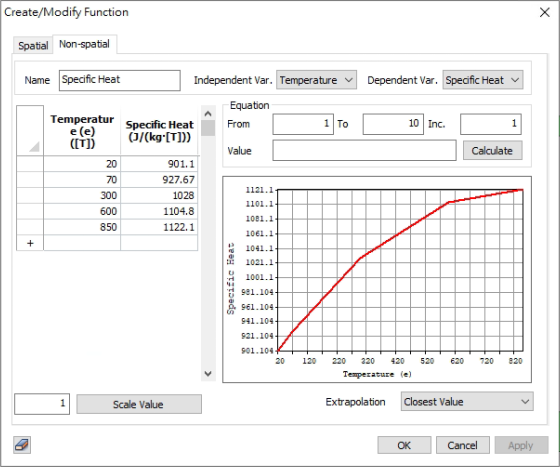 Create/Modify Function
Spatial Non-spatial
Name Specific Heat Independent Var. Temperature Dependent Var. Specific Heat
Temperatur
e (e)
([T])
Specific Heat
(J/(kg·[T]))
20 901.1
70 927.67
300 1028
600 1104.8
850 1122.1
+
Equation
From 1 To 10 Inc. 1
Value Calculate
1121.1
1101.1
1081.1
1061.1
1041.1
1021.1
1001.1
981.104
961.104
941.104
921.104
901.104
Specific Heat
20 120 220 320 420 520 620 720 820
Temperature (e)
1 Scale Value
Extrapolation Closest Value
OK Cancel Apply